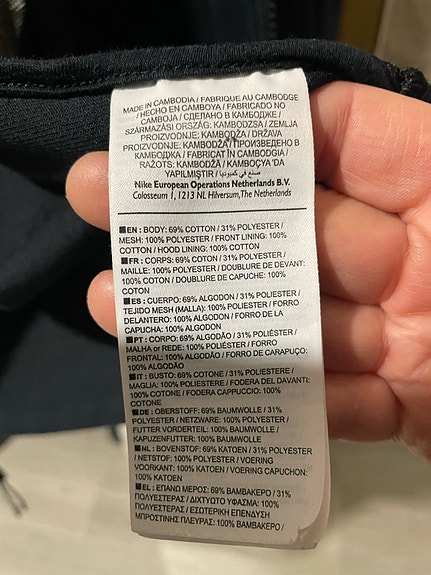 MADE IN CAMBODIA / FABRIQUE AU CAMBODGE
/ HECHO EN CAMBOYA / FABRICADO NO
CAMBOJA / СДЕЛАНО В КАМБОДЖЕ /
SZÁRMAZÁSI ORSZÁG: KAMBODZSA / ZEMLJA
PROIZVODNJE: KAMBODŽA / DRŽAVA
PROIZVODNJE: KAMBODŽA / ПРОИЗВЕДЕНО В
КАМБОДЖА / FABRICAT ÎN CAMBODGIA /
RAŽOTS: KAMBODŽĀ / KAMBOÇYA'DA
YAPILMIŞTIR / صنع في كمبوديا
Nike European Operations Netherlands B.V.
Colosseum 1, 1213 NL Hilversum, The Netherlands
■EN : BODY: 69% COTTON / 31% POLYESTER /
MESH: 100% POLYESTER / FRONT LINING: 100%
COTTON / HOOD LINING: 100% COTTON
■FR : CORPS: 69% COTON / 31% POLYESTER /
MAILLE: 100% POLYESTER / DOUBLURE DE DEVANT:
100% COTON / DOUBLURE DE CAPUCHE: 100%
COTON
■ES : CUERPO: 69% ALGODON / 31% POLIESTER /
TEJIDO MESH (MALLA): 100% POLIESTER / FORRO
DELANTERO: 100% ALGODON / FORRO DE LA
CAPUCHA: 100% ALGODON
■PT : CORPO: 69% ALGODÃO / 31% POLIÉSTER /
MALHA or REDE: 100% POLIÉSTER / FORRO
FRONTAL: 100% ALGODÃO / FORRO DE CARAPUÇO:
100% ALGODÃO
■IT : BUSTO: 69% COTONE / 31% POLIESTERE /
MAGLIA: 100% POLIESTERE / FODERA DEL DAVANTI:
100% COTONE / FODERA CAPPUCCIO: 100%
COTONE
■DE : OBERSTOFF: 69% BAUMWOLLE / 31%
POLYESTER / NETZWARE: 100% POLYESTER /
FUTTER VORDERTEIL: 100% BAUMWOLLE /
KAPUZENFUTTER: 100% BAUMWOLLE
■NL : BOVENSTOF: 69% KATOEN / 31% POLYESTER
/ NETSTOF: 100% POLYESTER / VOERING
VOORKANT: 100% KATOEN / VOERING CAPUCHON:
100% KATOEN
■EL : ΕΠΑΝΩ ΜΕΡΟΣ: 69% ΒΑΜΒΑΚΕΡΟ / 31%
ΠΟΛΥΕΣΤΕΡΑΣ / ΔΙΧΤΥΩΤΟ ΥΦΑΣΜΑ: 100%
ΠΟΛΥΕΣΤΕΡΑΣ / ΕΣΩΤΕΡΙΚΗ ΕΠΕΝΔΥΣΗ
ΜΠΡΟΣΤΙΝΗΣ ΠΛΕΥΡΑΣ: 100% ΒΑΜΒΑΚΕΡΟ /